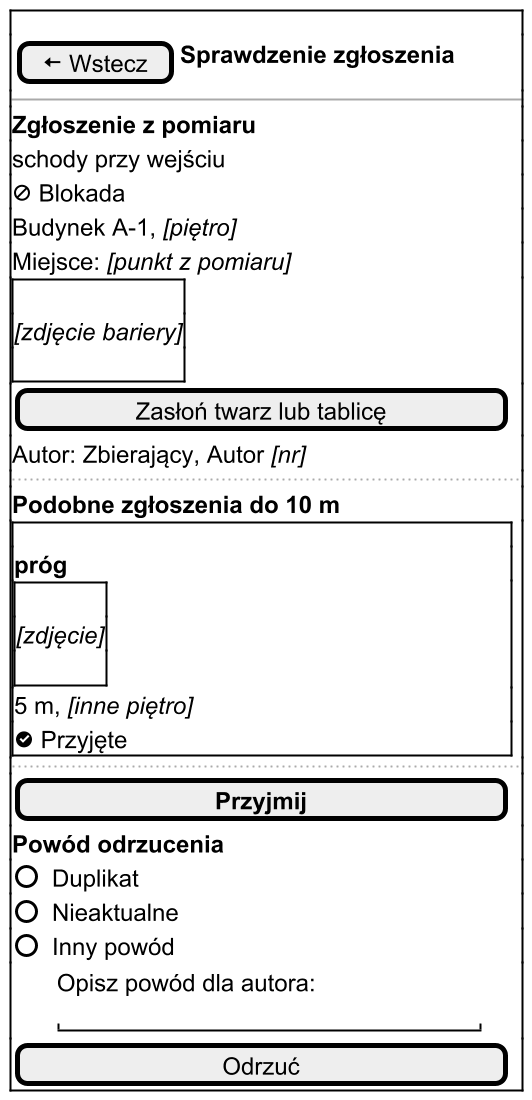 ← Wstecz Sprawdzenie zgłoszenia
Zgłoszenie z pomiaru
schody przy wejściu
⊘ Blokada
Budynek A-1, [piętro]
Miejsce: [punkt z pomiaru]
[zdjęcie bariery]
Zasłoń twarz lub tablicę
Autor: Zbierający, Autor [nr]
Podobne zgłoszenia do 10 m
próg
[zdjęcie]
5 m, [inne piętro]
✔ Przyjęte
Przyjmij
Powód odrzucenia
Duplikat
Nieaktualne
Inny powód
Opisz powód dla autora:
Odrzuć